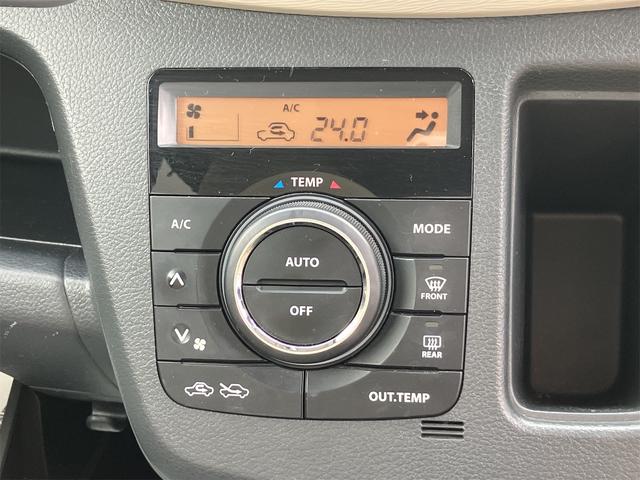 A/C
24.0
TEMP
A/C
MODE
AUTO
OFF
FRONT
REAR
OUT.TEMP